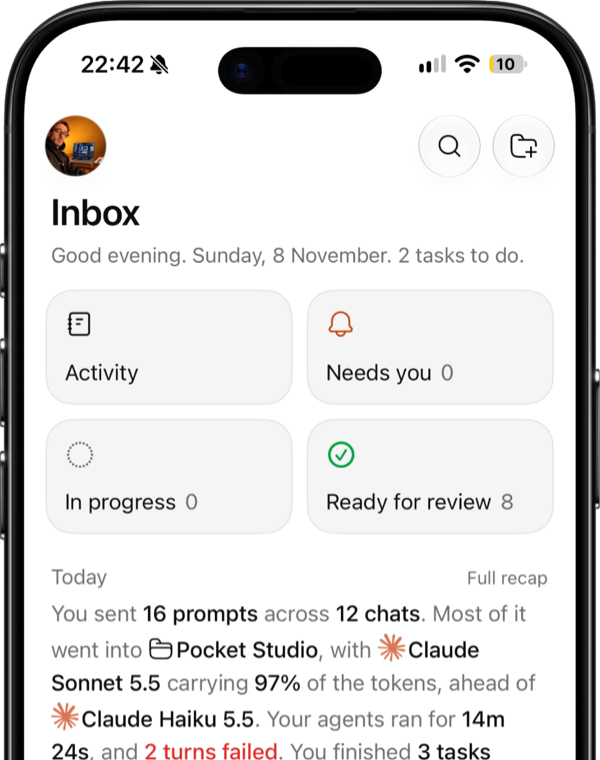 22:42
10
Inbox
Good evening. Sunday, 8 November. 2 tasks to do.
Activity
Needs you 0
In progress 0
Ready for review 8
Today
Full recap
You sent 16 prompts across 12 chats. Most of it
went into Pocket Studio, with Claude
Sonnet 5.5 carrying 97% of the tokens, ahead of
Claude Haiku 5.5. Your agents ran for 14m
24s, and 2 turns failed. You finished 3 tasks